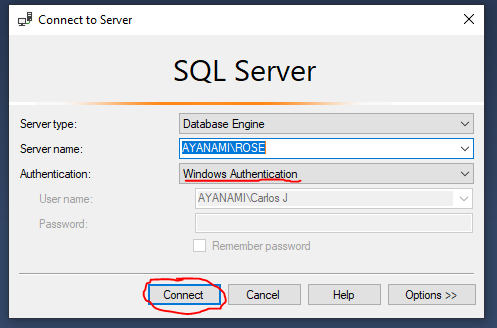 Connect to Server
SQL Server
Server type: Database Engine
Server name: AYANAMI\ROSE
Authentication: Windows Authentication
User name: AYANAMI\Carlos J
Password:
Remember password
Connect Cancel Help Options >>